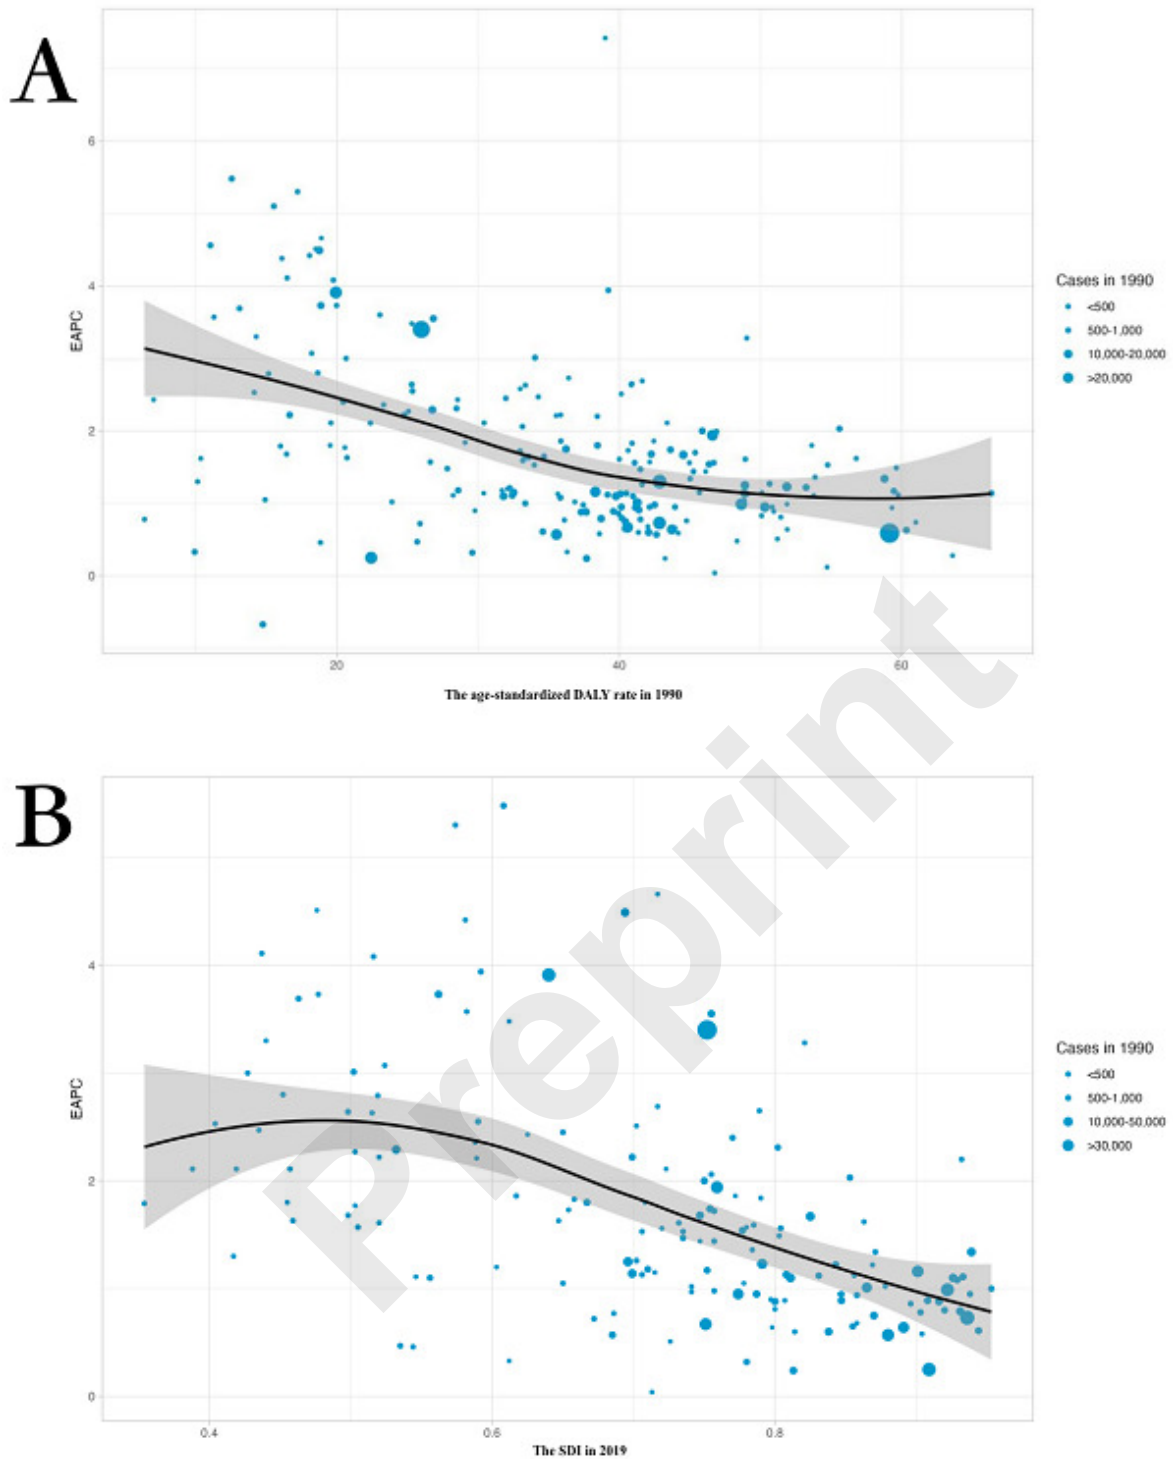 A
EAPC
6
4
2
0
20
40
60
The age-standardized DALY rate in 1990
Cases in 1990
<500
500-1,000
10,000-20,000
>20,000
Preprint
B
EAPC
4
2
0
0.4
0.6
0.8
The SDI in 2019
Cases in 1990
<500
500-1,000
10,000-50,000
>30,000